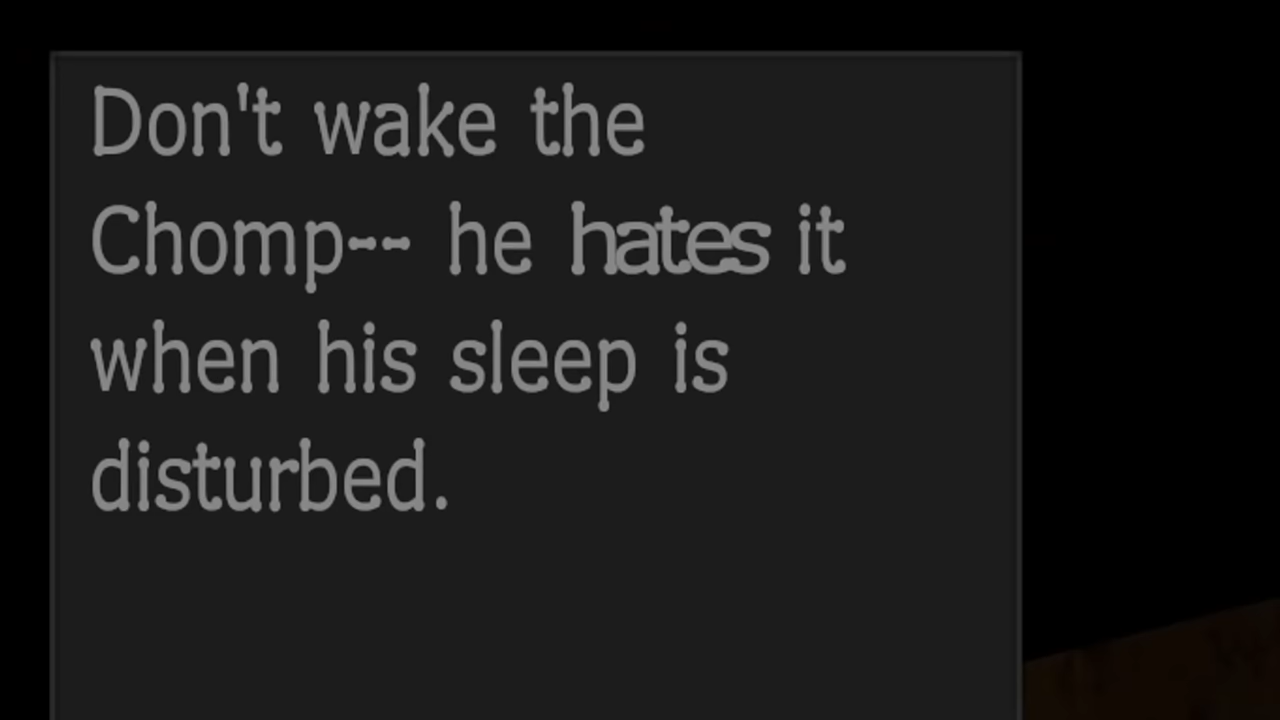 Don't wake the
Chomp-- he hates it
when his sleep is
disturbed.